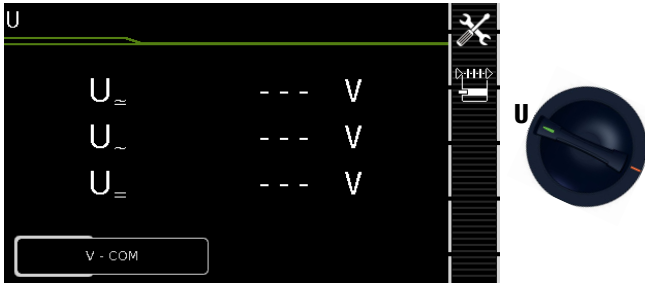 U
U≃ --- V
U~ --- V
U= --- V
V - COM
U